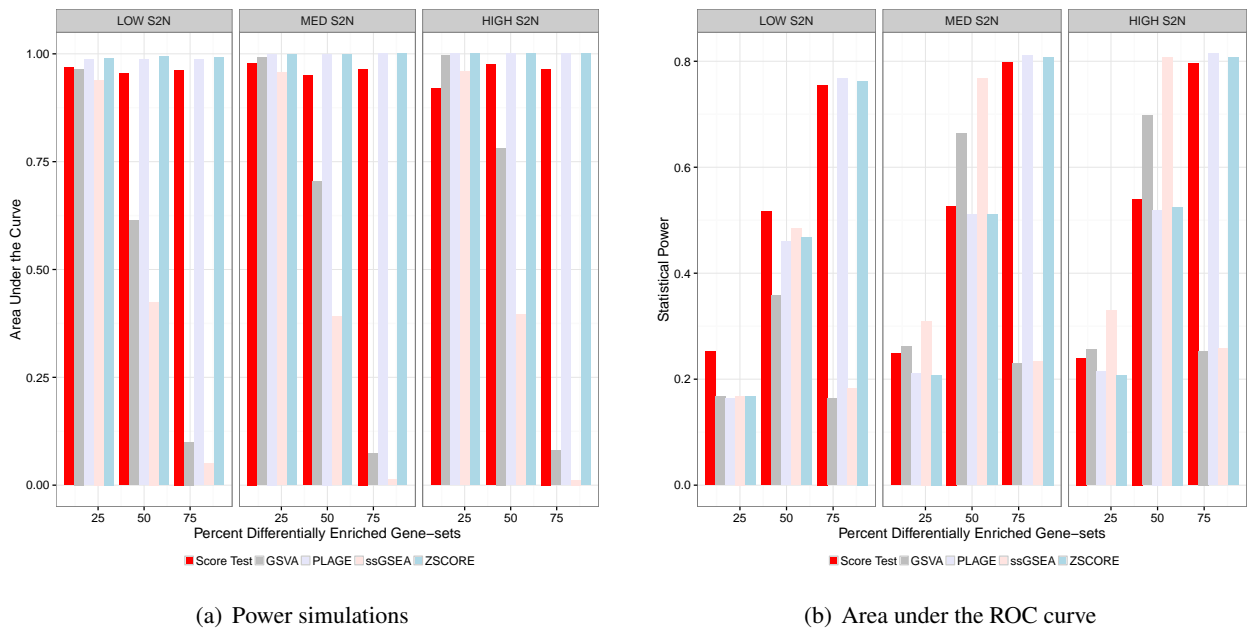 LOW S2N MED S2N HIGH S2N
1.00
0.75
0.50
0.25
0.00
Area Under the Curve
25 50 75 25 50 75 25 50 75
Percent Differentially Enriched Gene−sets
Score Test GSVA PLAGE ssGSEA ZSCORE
(a) Power simulations
LOW S2N MED S2N HIGH S2N
0.8
0.6
0.4
0.2
0.0
Statistical Power
25 50 75 25 50 75 25 50 75
Percent Differentially Enriched Gene−sets
Score Test GSVA PLAGE ssGSEA ZSCORE
(b) Area under the ROC curve